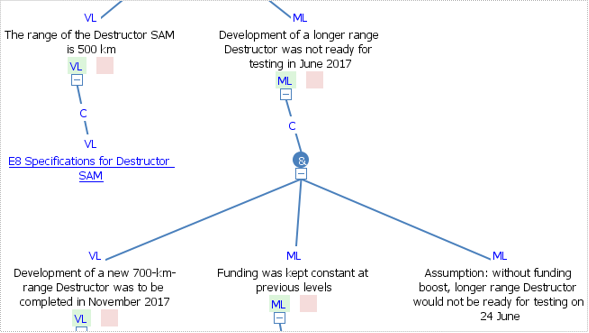 VL
ML
The range of the Destructor SAM
is 500 km
VL
Development of a longer range
Destructor was not ready for
testing in June 2017
ML
C
C
VL
E8 Specifications for Destructor
SAM
&
VL
ML
ML
Development of a new 700-km-
range Destructor was to be
completed in November 2017
VL
Funding was kept constant at
previous levels
ML
Assumption: without funding
boost, longer range Destructor
would not be ready for testing on
24 June